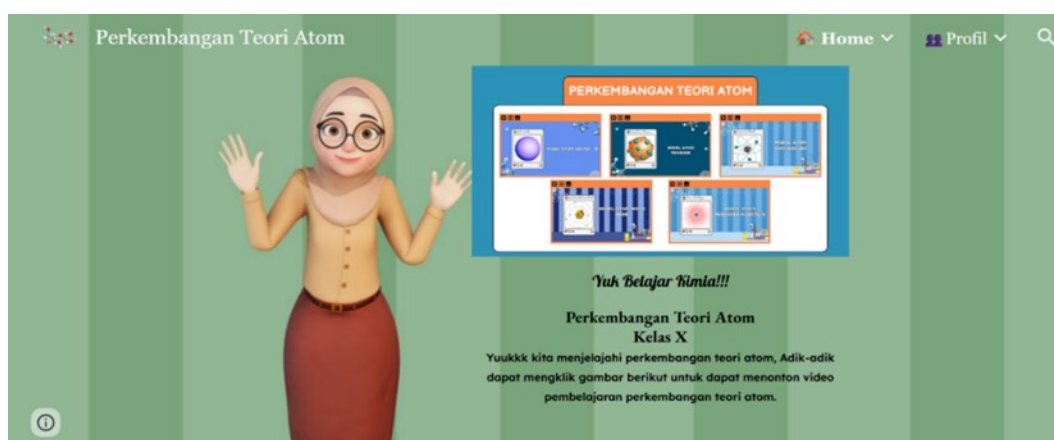 Perkembangan Teori Atom
Home
Profil
PERKEMBANGAN TEORI ATOM
Yuk Belajar Kimia!!!
Perkembangan Teori Atom
Kelas X
Yuukkk kita menjelajahi perkembangan teori atom, Adik-adik
dapat mengklik gambar berikut untuk dapat menonton video
pembelajaran perkembangan teori atom.